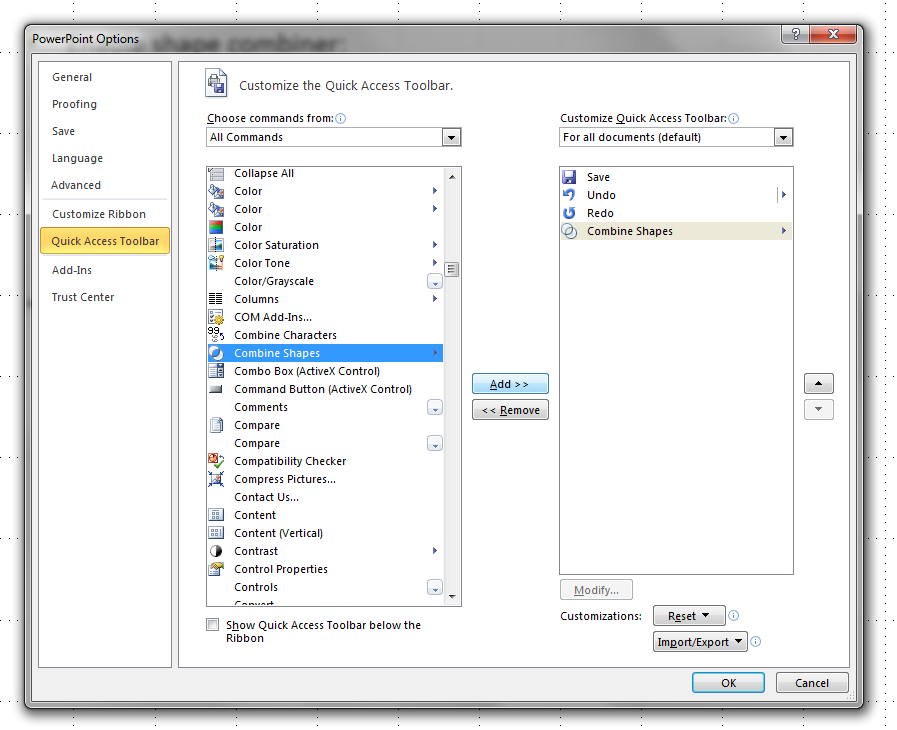 PowerPoint Options
shape combiner:
General
Proofing
Save
Language
Advanced
Customize Ribbon
Quick Access Toolbar
Add-Ins
Trust Center
Customize the Quick Access Toolbar.
Choose commands from:
All Commands
Collapse All
Color
Color
Color
Color Saturation
Color Tone
Color/Grayscale
Columns
COM Add-Ins...
Combine Characters
Combine Shapes
Combo Box (ActiveX Control)
Command Button (ActiveX Control)
Comments
Compare
Compare
Compatibility Checker
Compress Pictures...
Contact Us...
Content
Content (Vertical)
Contrast
Control Properties
Controls
Convert
Show Quick Access Toolbar below the
Ribbon
Add >>
<< Remove
Customize Quick Access Toolbar:
For all documents (default)
Save
Undo
Redo
Combine Shapes
Modify...
Customizations:
Reset
Import/Export
OK
Cancel